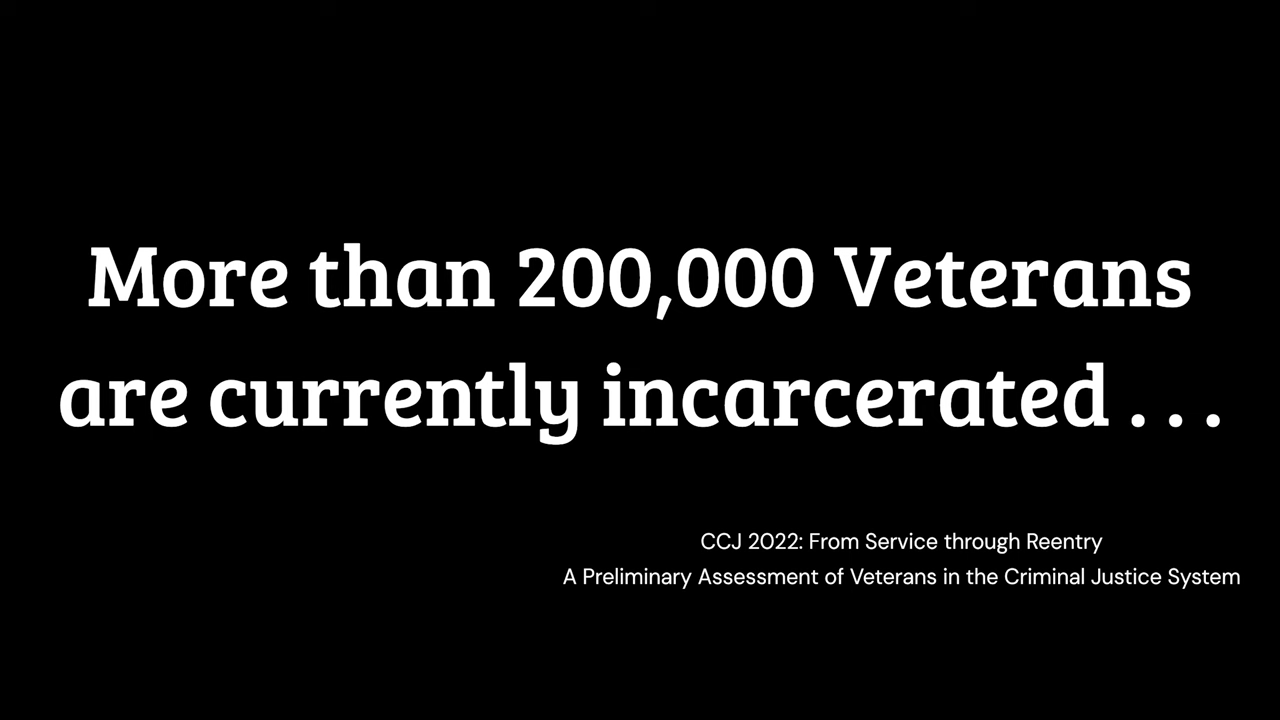 More than 200,000 Veterans
are currently incarcerated . . .
CCJ 2022: From Service through Reentry
A Preliminary Assessment of Veterans in the Criminal Justice System